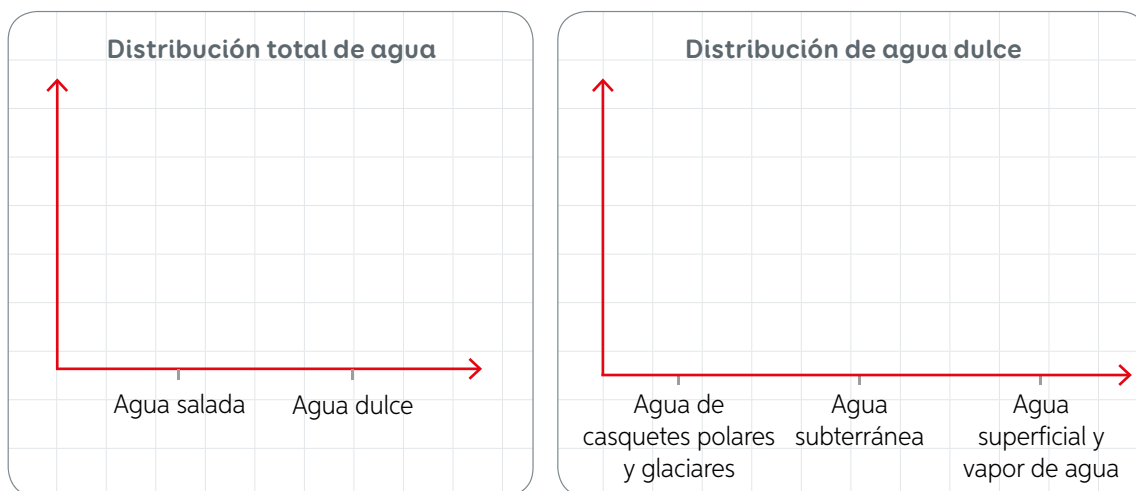 Distribución total de agua
Agua salada
Agua dulce
Distribución de agua dulce
Agua de
casquetes polares
y glaciares
Agua
subterránea
Agua
superficial y
vapor de agua